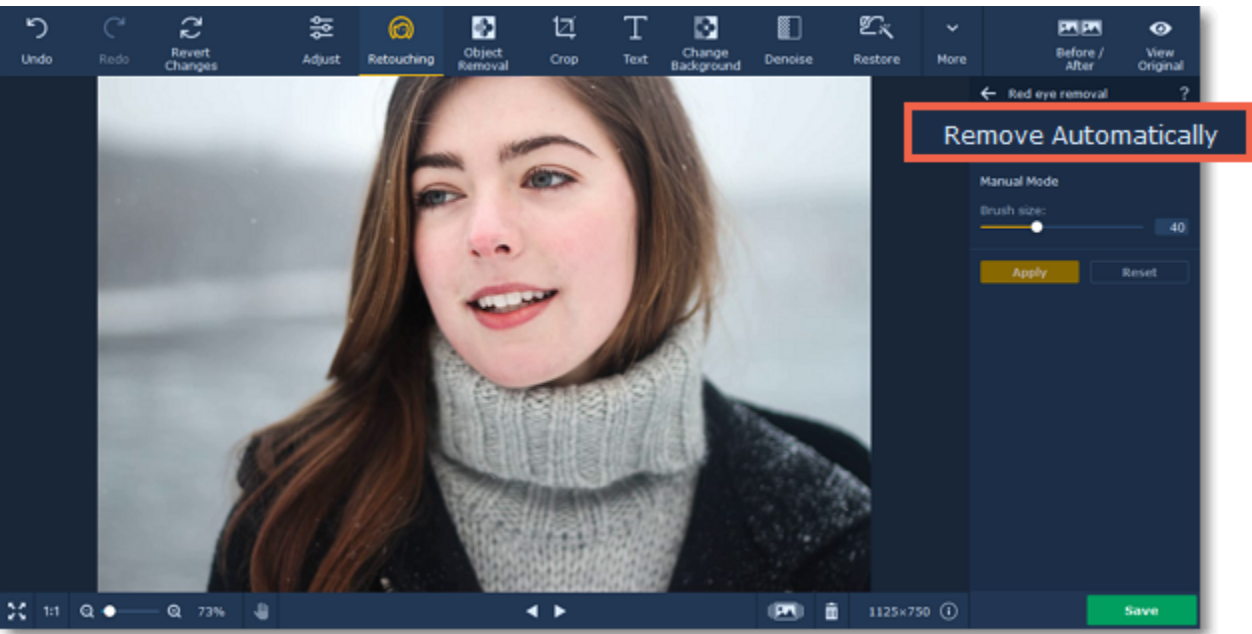 Undo
Redo
Revert
Changes
Adjust
Retouching
Object
Removal
Crop
Text
Change
Background
Denoise
Restore
More
Before /
After
View
Original
Red eye removal ?
Remove Automatically
Manual Mode
Brush size:
40
Apply Reset
1:1 73% 1125×750 Save